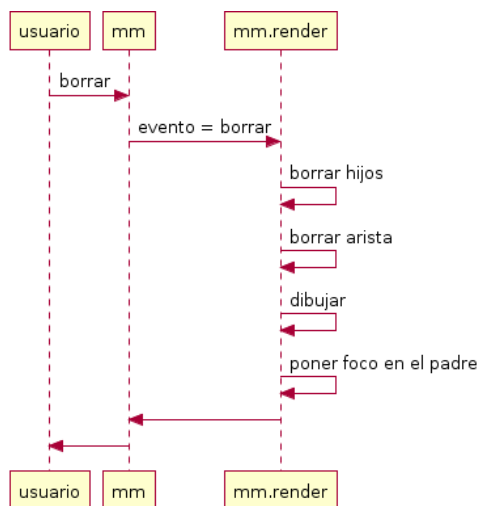 usuario mm mm.render
borrar
evento = borrar
borrar hijos
borrar arista
dibujar
poner foco en el padre
usuario mm mm.render